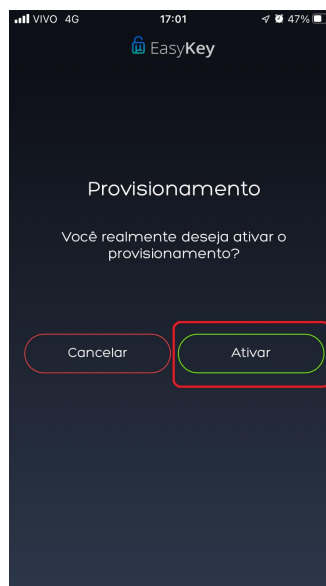 VIVO 4G 17:01 47%
EasyKey
Provisionamento
Você realmente deseja ativar o
provisionamento?
Cancelar Ativar